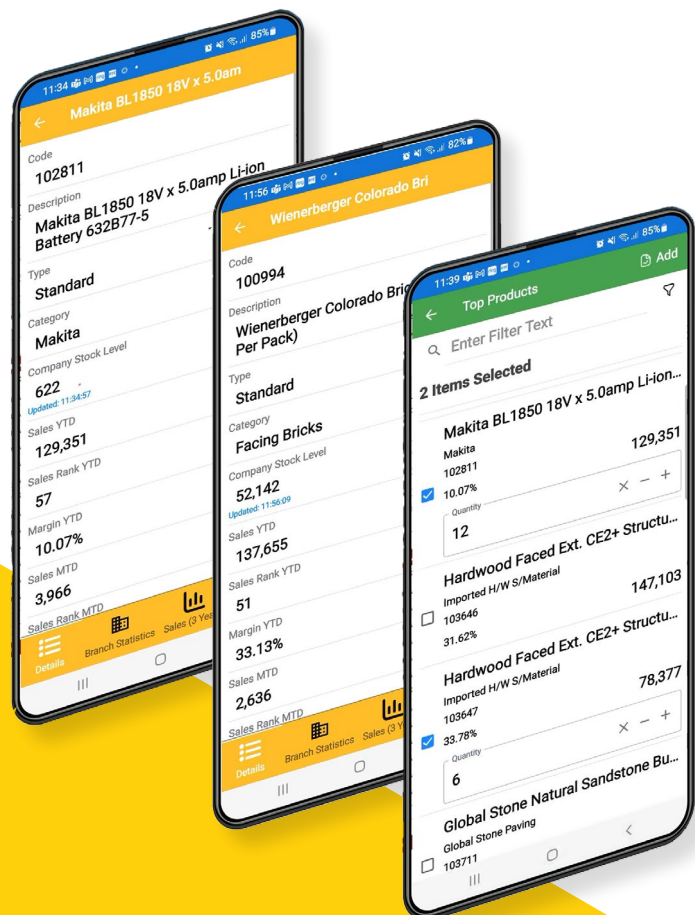 11:34
85%
Makita BL1850 18V x 5.0am
Code
102811
Description
Makita BL1850 18V x 5.0amp Li-ion
Battery 632B77-5
Type
Standard
Category
Makita
Company Stock Level
622
Updated: 11:34:57
Sales YTD
129,351
Sales Rank YTD
57
Margin YTD
10.07%
Sales MTD
3,966
Sales Rank MTD
Details
Branch Statistics
Sales (3 Yea
11:56
82%
Wienerberger Colorado Bri
Code
100994
Description
Wienerberger Colorado Bric
Per Pack)
Type
Standard
Category
Facing Bricks
Company Stock Level
52,142
Updated: 11:56:09
Sales YTD
137,655
Sales Rank YTD
51
Margin YTD
33.13%
Sales MTD
2,636
Sales Rank MTD
Details
Branch Statistics
Sales (3 Y
11:39
85%
Top Products
Add
Enter Filter Text
2 Items Selected
Makita BL1850 18V x 5.0amp Li-ion...
Makita
102811
129,351
10.07%
Quantity
12
Hardwood Faced Ext. CE2+ Structu...
Imported H/W S/Material
103646
147,103
31.62%
Hardwood Faced Ext. CE2+ Structu...
Imported H/W S/Material
103647
78,377
33.78%
Quantity
6
Global Stone Natural Sandstone Bu...
Global Stone Paving
103711